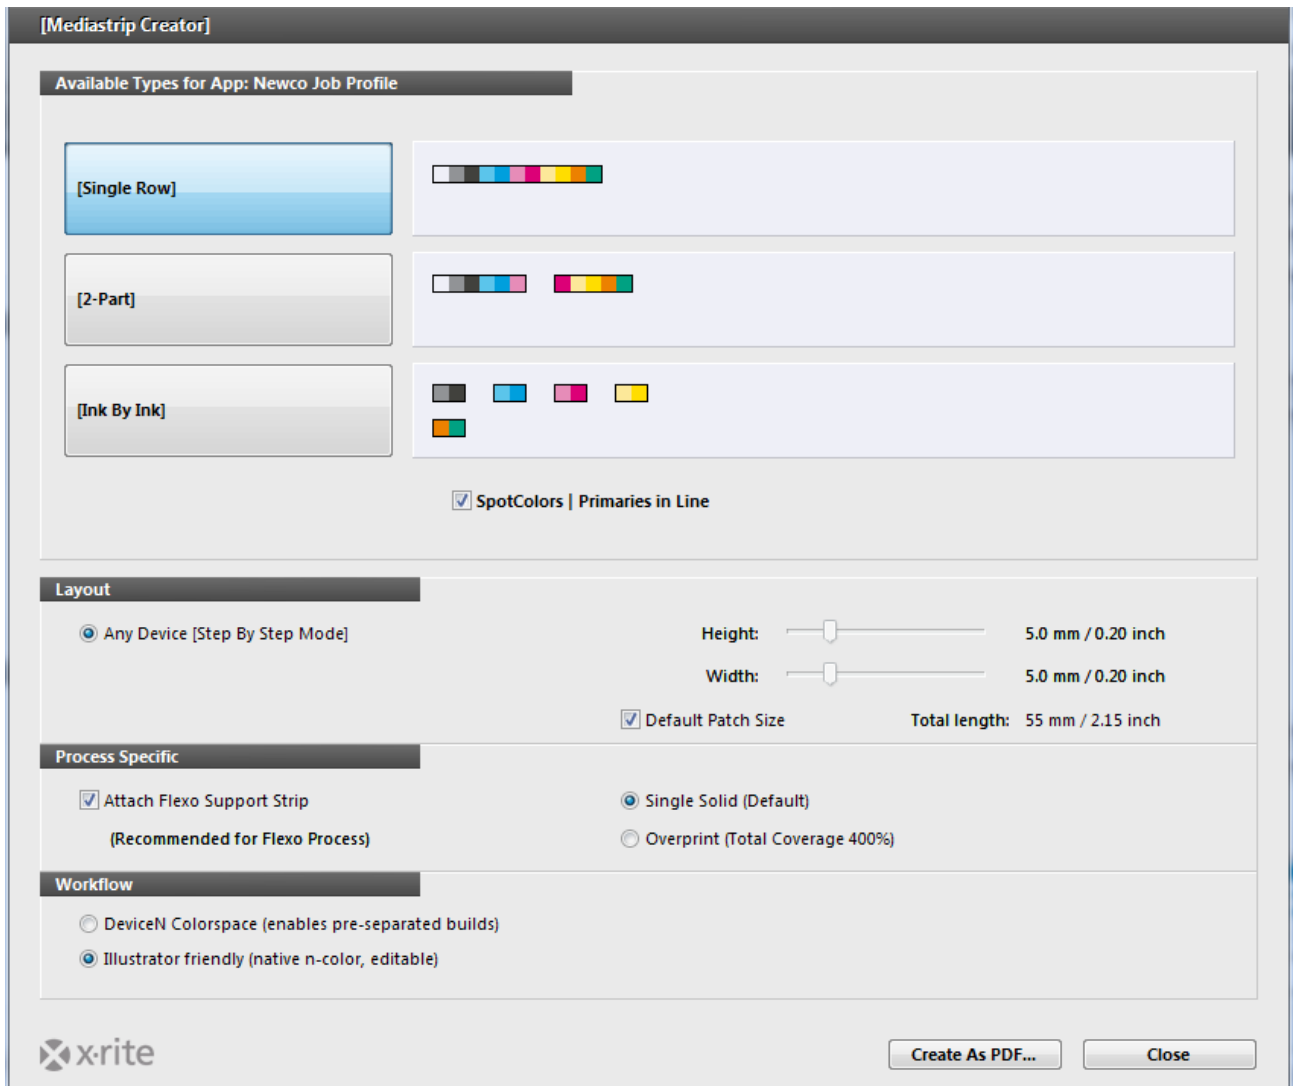 [Mediastrip Creator]
Available Types for App: Newco Job Profile
[Single Row]
[2-Part]
[Ink By Ink]
SpotColors | Primaries in Line
Layout
Any Device [Step By Step Mode]
Height: 5.0 mm / 0.20 inch
Width: 5.0 mm / 0.20 inch
Default Patch Size Total length: 55 mm / 2.15 inch
Process Specific
Attach Flexo Support Strip Single Solid (Default)
(Recommended for Flexo Process) Overprint (Total Coverage 400%)
Workflow
DeviceN Colorspace (enables pre-separated builds)
Illustrator friendly (native n-color, editable)
x·rite Create As PDF... Close